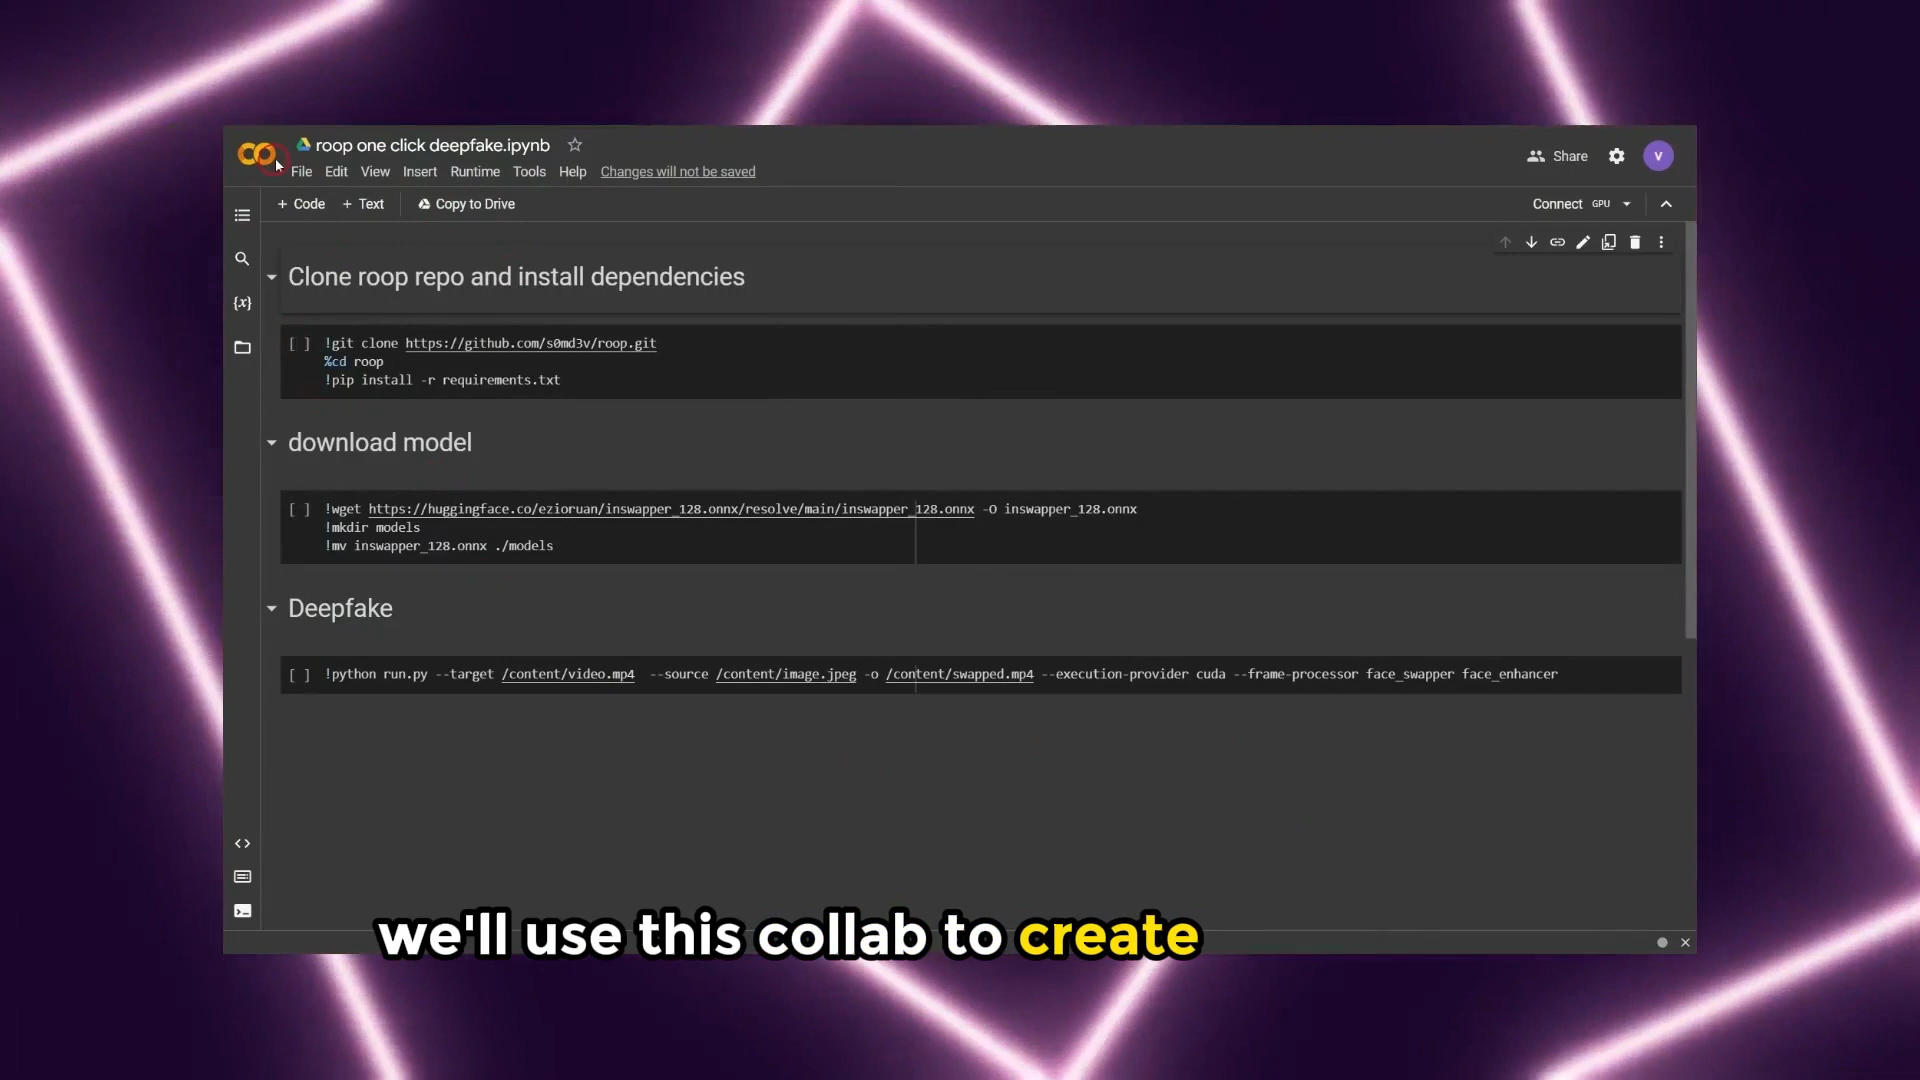 roop one click deepfake.ipynb
File Edit View Insert Runtime Tools Help Changes will not be saved
Share
V
+ Code + Text Copy to Drive
Connect GPU
{x}
Clone roop repo and install dependencies
[ ] !git clone https://github.com/s0md3v/roop.git
%cd roop
!pip install -r requirements.txt
download model
[ ] !wget https://huggingface.co/ezioruan/inswapper_128.onnx/resolve/main/inswapper_128.onnx -O inswapper_128.onnx
!mkdir models
!mv inswapper_128.onnx ./models
Deepfake
[ ] !python run.py --target /content/video.mp4 --source /content/image.jpeg -o /content/swapped.mp4 --execution-provider cuda --frame-processor face_swapper face_enhancer
we'll use this collab to create